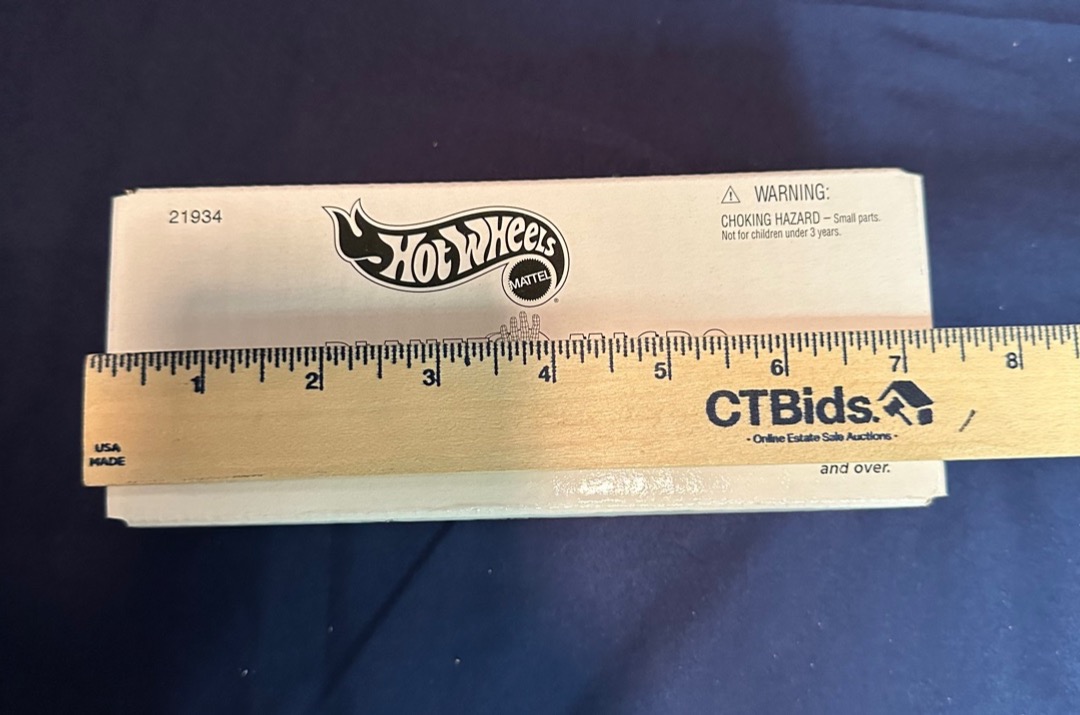 21934
HOT WHEELS
MATTEL
®
⚠ WARNING:
CHOKING HAZARD – Small parts.
Not for children under 3 years.
1 2 3 4 5 6 7 8
CTBids.
- Online Estate Sale Auctions -
USA
MADE
and over.